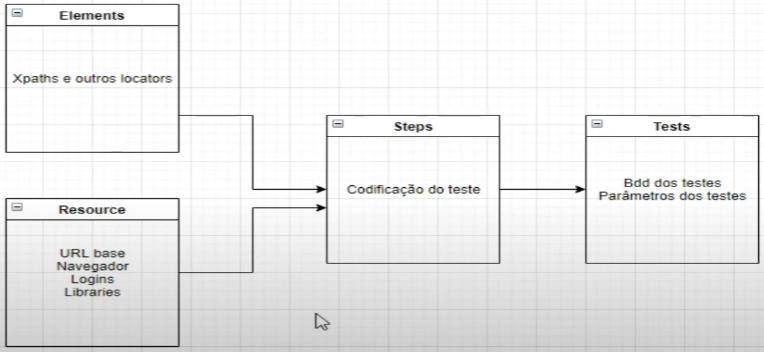 Elements
Xpaths e outros locators
Resource
URL base
Navegador
Logins
Libraries
Steps
Codificação do teste
Tests
Bdd dos testes
Parâmetros dos testes